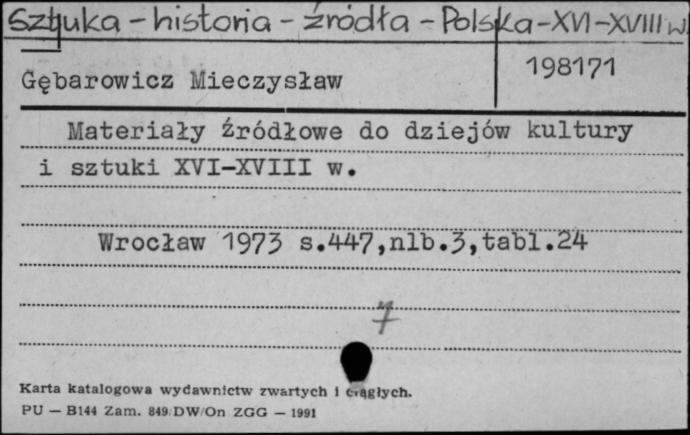 Sztuka - historia - źródła - Polska - XVI - XVIII w.
Gębarowicz Mieczysław
198171
Materiały źródłowe do dziejów kultury
i sztuki XVI-XVIII w.
Wrocław 1973 s.447,nlb.3,tabl.24
7
Karta katalogowa wydawnictw zwartych i ciągłych.
PU — B144 Zam. 849/DW/On ZGG — 1991